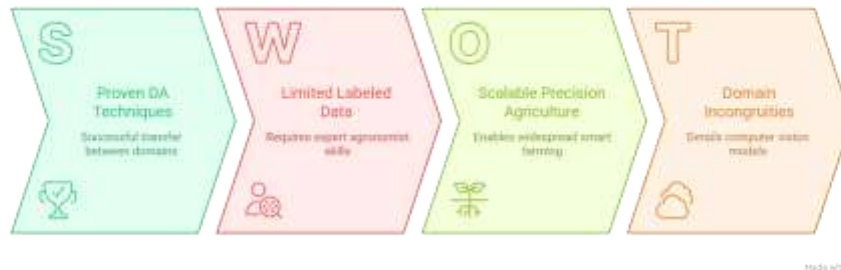 S
Proven DA
Techniques
Successful transfer
between domains
W
Limited Labeled
Data
Requires expert agronomist
skills
O
Scalable Precision
Agriculture
Enables widespread smart
farming
T
Domain
Incongruities
computer vision
models
Made